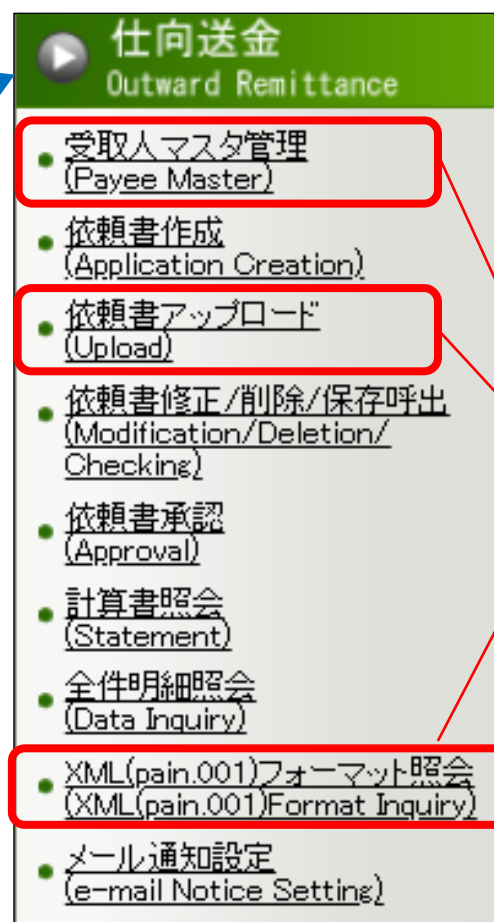 仕向送金
Outward Remittance
受取人マスタ管理
(Payee Master)
依頼書作成
(Application Creation)
依頼書アップロード
(Upload)
依頼書修正/削除/保存呼出
(Modification/Deletion/
Checking)
依頼書承認
(Approval)
計算書照会
(Statement)
全件明細照会
(Data Inquiry)
XML(pain.001)フォーマット照会
(XML(pain.001)Format Inquiry)
メール通知設定
(e-mail Notice Setting)